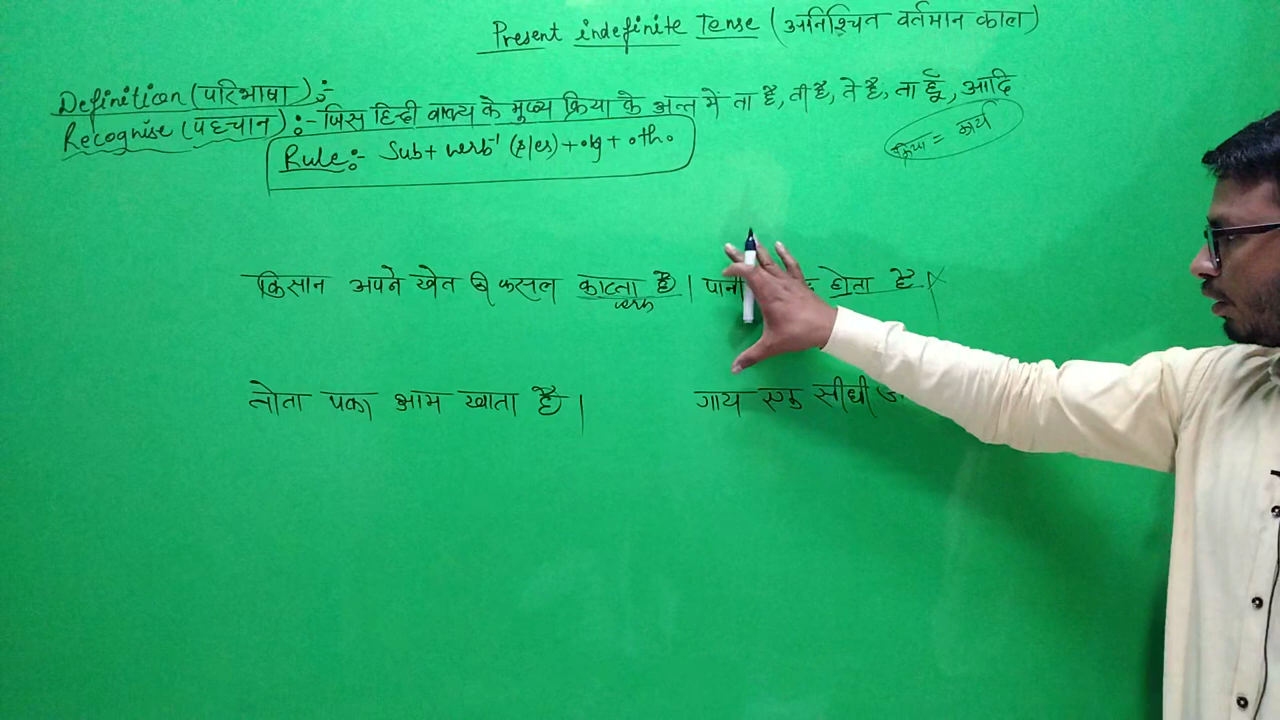 Present indefinite Tense (अनिश्चित वर्तमान काल)
Definition (परिभाषा) :-
Recognise (पहचान) :- जिस हिन्दी वाक्य के मुख्य क्रिया के अन्त में ता है, ती है, ते है, ता हूँ, आदि
क्रिया = कार्य
Rule:- Sub + verb¹ (s/es) + obj + oth.
किसान अपने खेत कि फसल काटता है। पानी होता है।
verb
तोता पका आम खाता है।
गाय एक सीधी